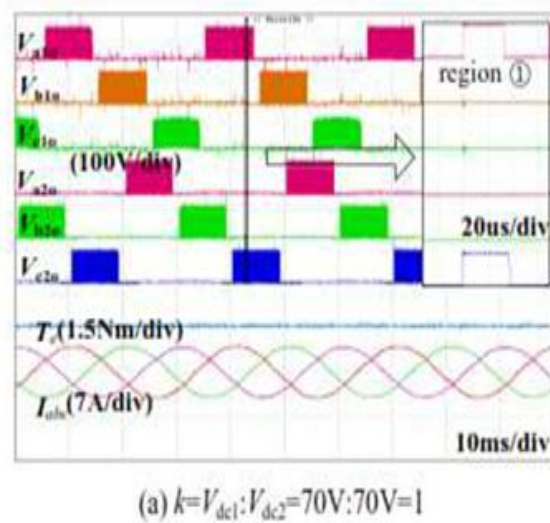 Va1o
region ①
Vb1o
Vc1o
(100V/div)
Va2o
Vb2o
20us/div
Vc2o
Te(1.5Nm/div)
(7A/div)
10ms/div
(a) k=Vdc1:Vdc2=70V:70V=1